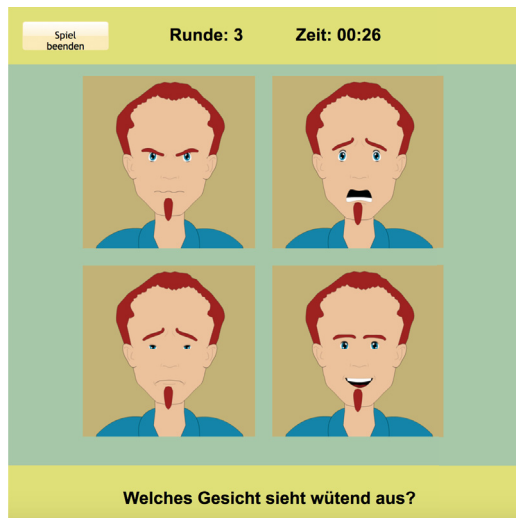 Spiel
beenden
Runde: 3 Zeit: 00:26
Welches Gesicht sieht wütend aus?